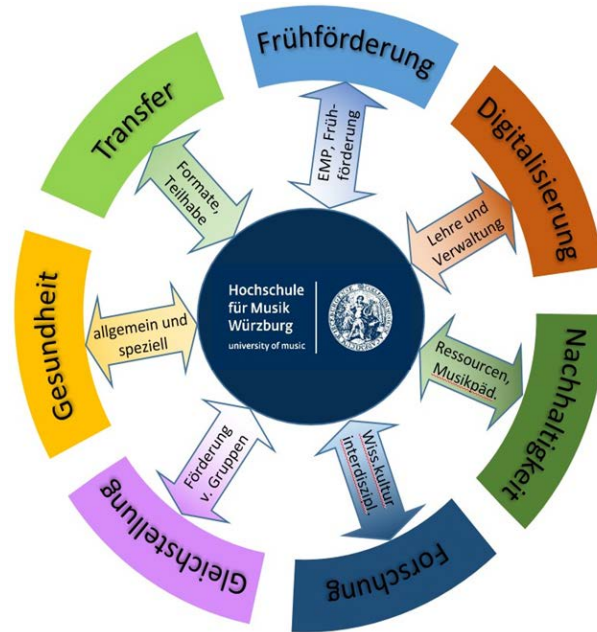 Frühförderung
EMP, Früh-
förderung
Digitalisierung
Lehre und
Verwaltung
Nachhaltigkeit
Ressourcen,
Musikpäd.
Forschung
Wiss.kultur
interdiszipl.
Gleichstellung
Förderung
v. Gruppen
Gesundheit
allgemein und
speziell
Transfer
Formate,
Teilhabe
Hochschule
für Musik
Würzburg
university of music